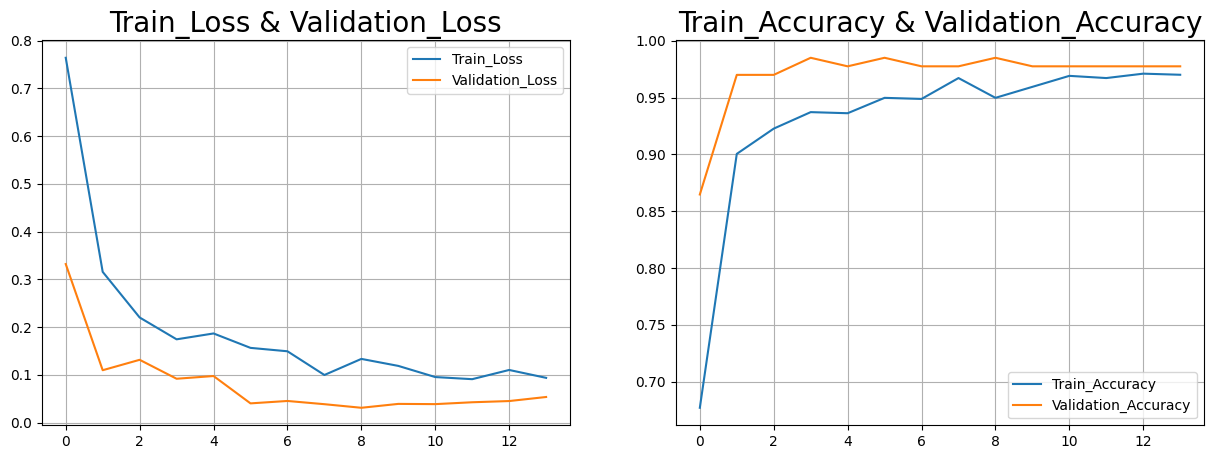 Train_Loss & Validation_Loss
0.8
0.7
0.6
0.5
0.4
0.3
0.2
0.1
0.0
0 2 4 6 8 10 12
Train_Loss
Validation_Loss
Train_Accuracy & Validation_Accuracy
1.00
0.95
0.90
0.85
0.80
0.75
0.70
0 2 4 6 8 10 12
Train_Accuracy
Validation_Accuracy